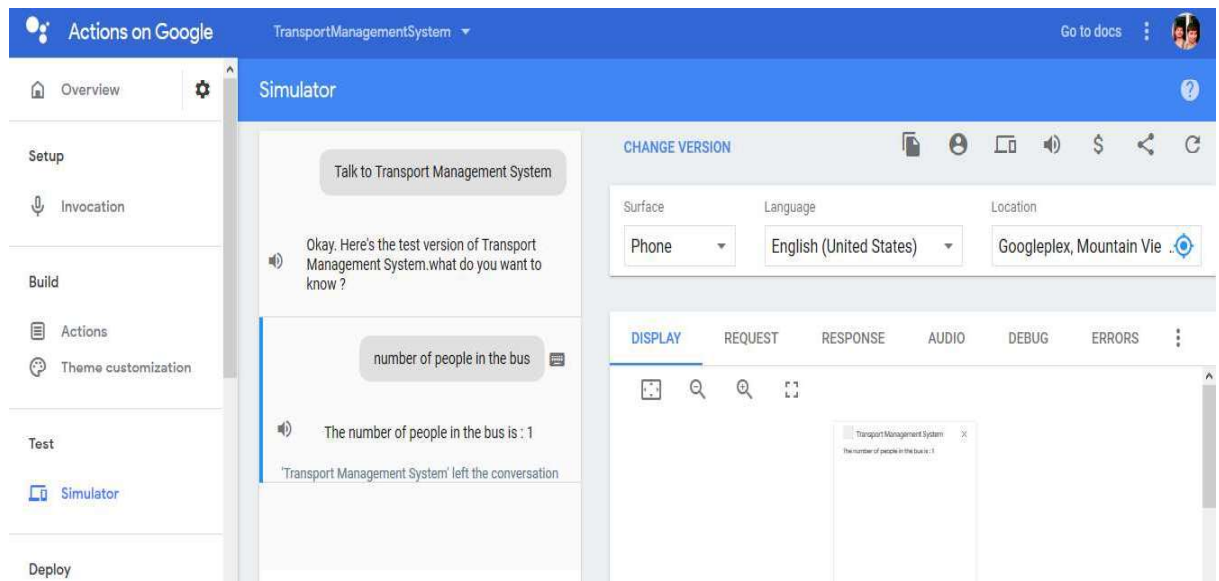 Actions on Google
TransportManagementSystem
Go to docs
Overview
Simulator
Setup
Invocation
Build
Actions
Theme customization
Test
Simulator
Deploy
Talk to Transport Management System
Okay. Here's the test version of Transport
Management System.what do you want to
know ?
number of people in the bus
The number of people in the bus is : 1
'Transport Management System' left the conversation
CHANGE VERSION
Surface
Language
Location
Phone
English (United States)
Googleplex, Mountain Vie ..
DISPLAY
REQUEST
RESPONSE
AUDIO
DEBUG
ERRORS
Transport Management System X
The number of people in the bus is : 1